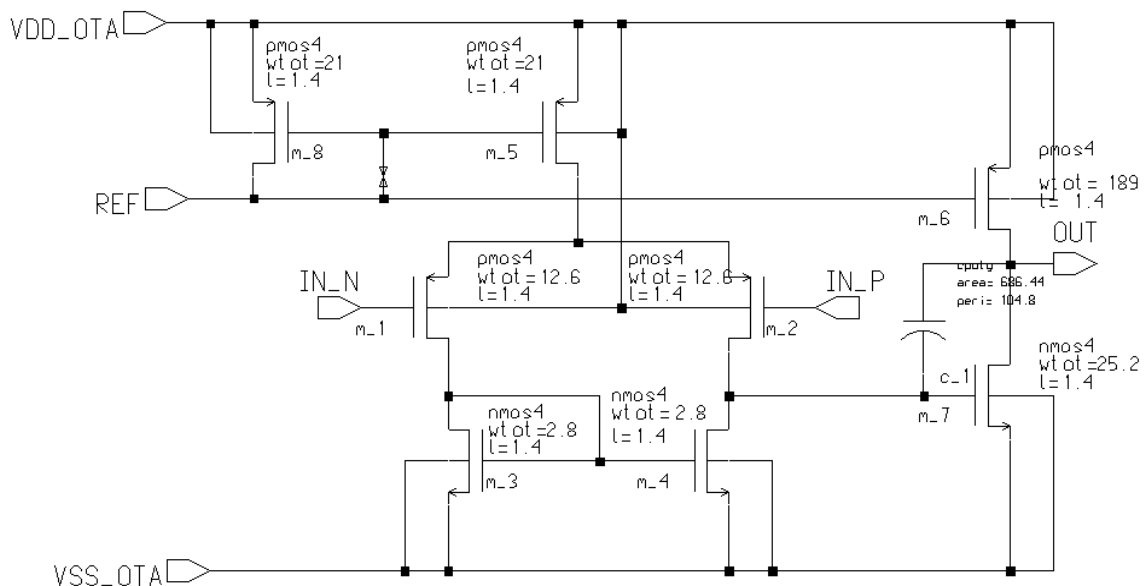 VDD_OTA
pmos4
wtot=21
l=1.4
m_8
pmos4
wtot=21
l=1.4
m_5
REF
pmos4
wtot= 189
l= 1.4
m_6
OUT
IN_N
pmos4
wtot=12.6
l=1.4
m_1
pmos4
wtot=12.6
l=1.4
m_2
IN_P
cpoly
area= 686.44
peri= 104.8
c_1
nmos4
wtot=25.2
l=1.4
m_7
nmos4
wtot=2.8
l=1.4
m_3
nmos4
wtot=2.8
l=1.4
m_4
VSS_OTA